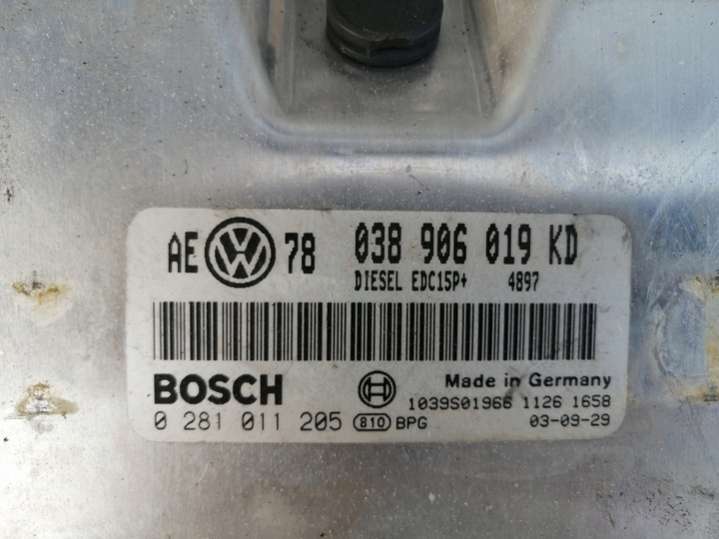 AE VW 78 038 906 019 KD
DIESEL EDC15P+ 4897
BOSCH Made in Germany
1039S01966 1126 1658
0 281 011 205 810 BPG 03-09-29